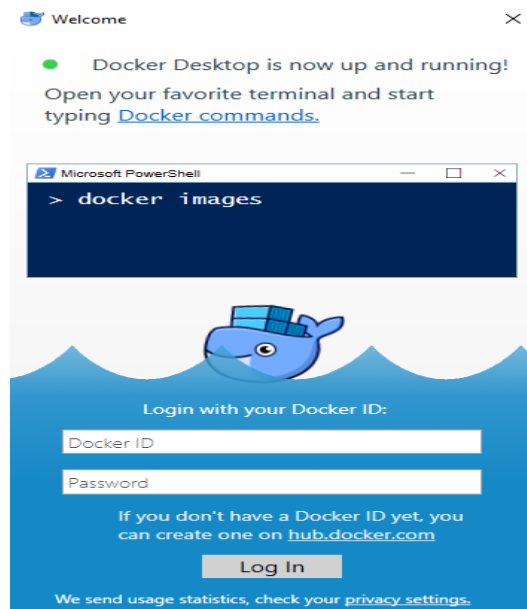 Welcome
Docker Desktop is now up and running!
Open your favorite terminal and start
typing Docker commands.
Microsoft PowerShell
> docker images
Login with your Docker ID:
Docker ID
Password
If you don't have a Docker ID yet, you
can create one on hub.docker.com
Log In
We send usage statistics, check your privacy settings.